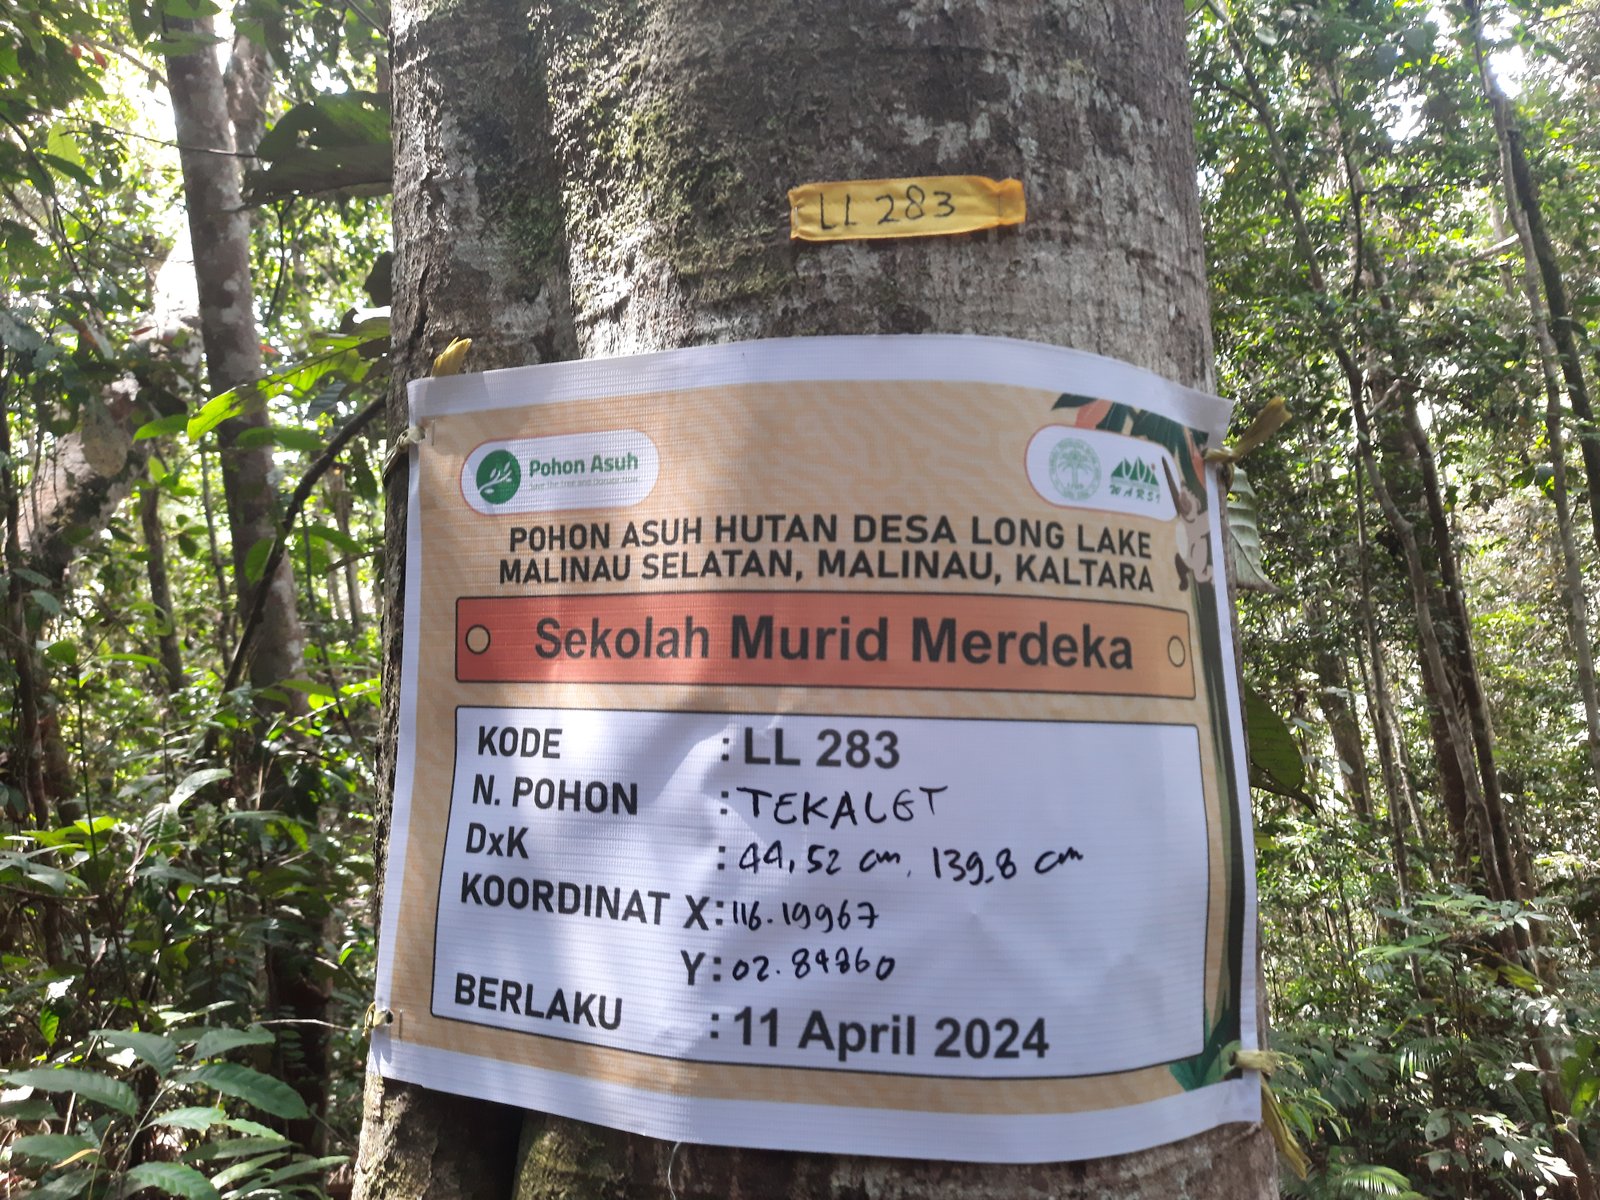 LL 283
Pohon Asuh
WARSI
POHON ASUH HUTAN DESA LONG LAKE
MALINAU SELATAN, MALINAU, KALTARA
Sekolah Murid Merdeka
KODE : LL 283
N. POHON : TEKALET
DxK : 44,52 cm, 139,8 cm
KOORDINAT X: 116.19967
Y: 02.84860
BERLAKU : 11 April 2024